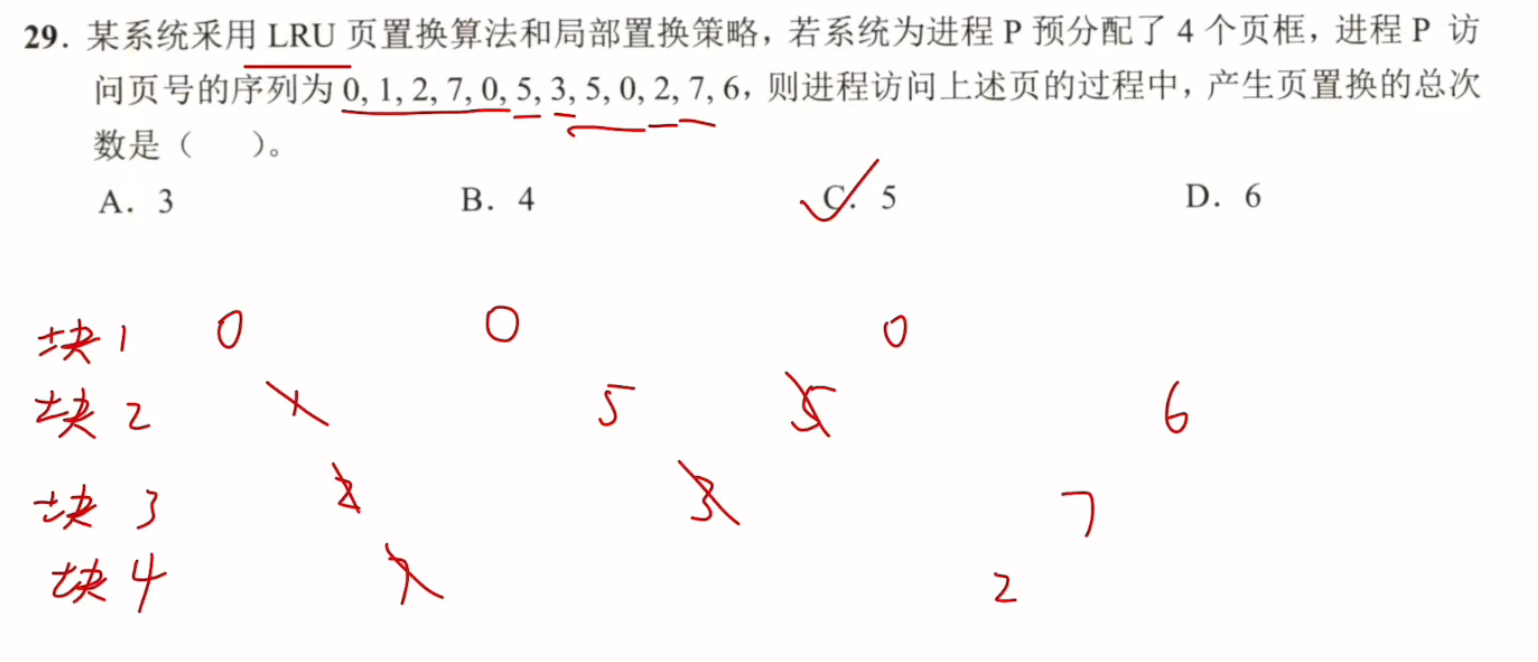 29. 某系统采用 LRU 页置换算法和局部置换策略，若系统为进程 P 预分配了 4 个页框，进程 P 访
问页号的序列为 0, 1, 2, 7, 0, 5, 3, 5, 0, 2, 7, 6，则进程访问上述页的过程中，产生页置换的总次
数是（ ）。
A. 3 B. 4 C. 5 D. 6
块1 0 0 0
块2 1 5 5 6
块3 2 3 7
块4 7 2